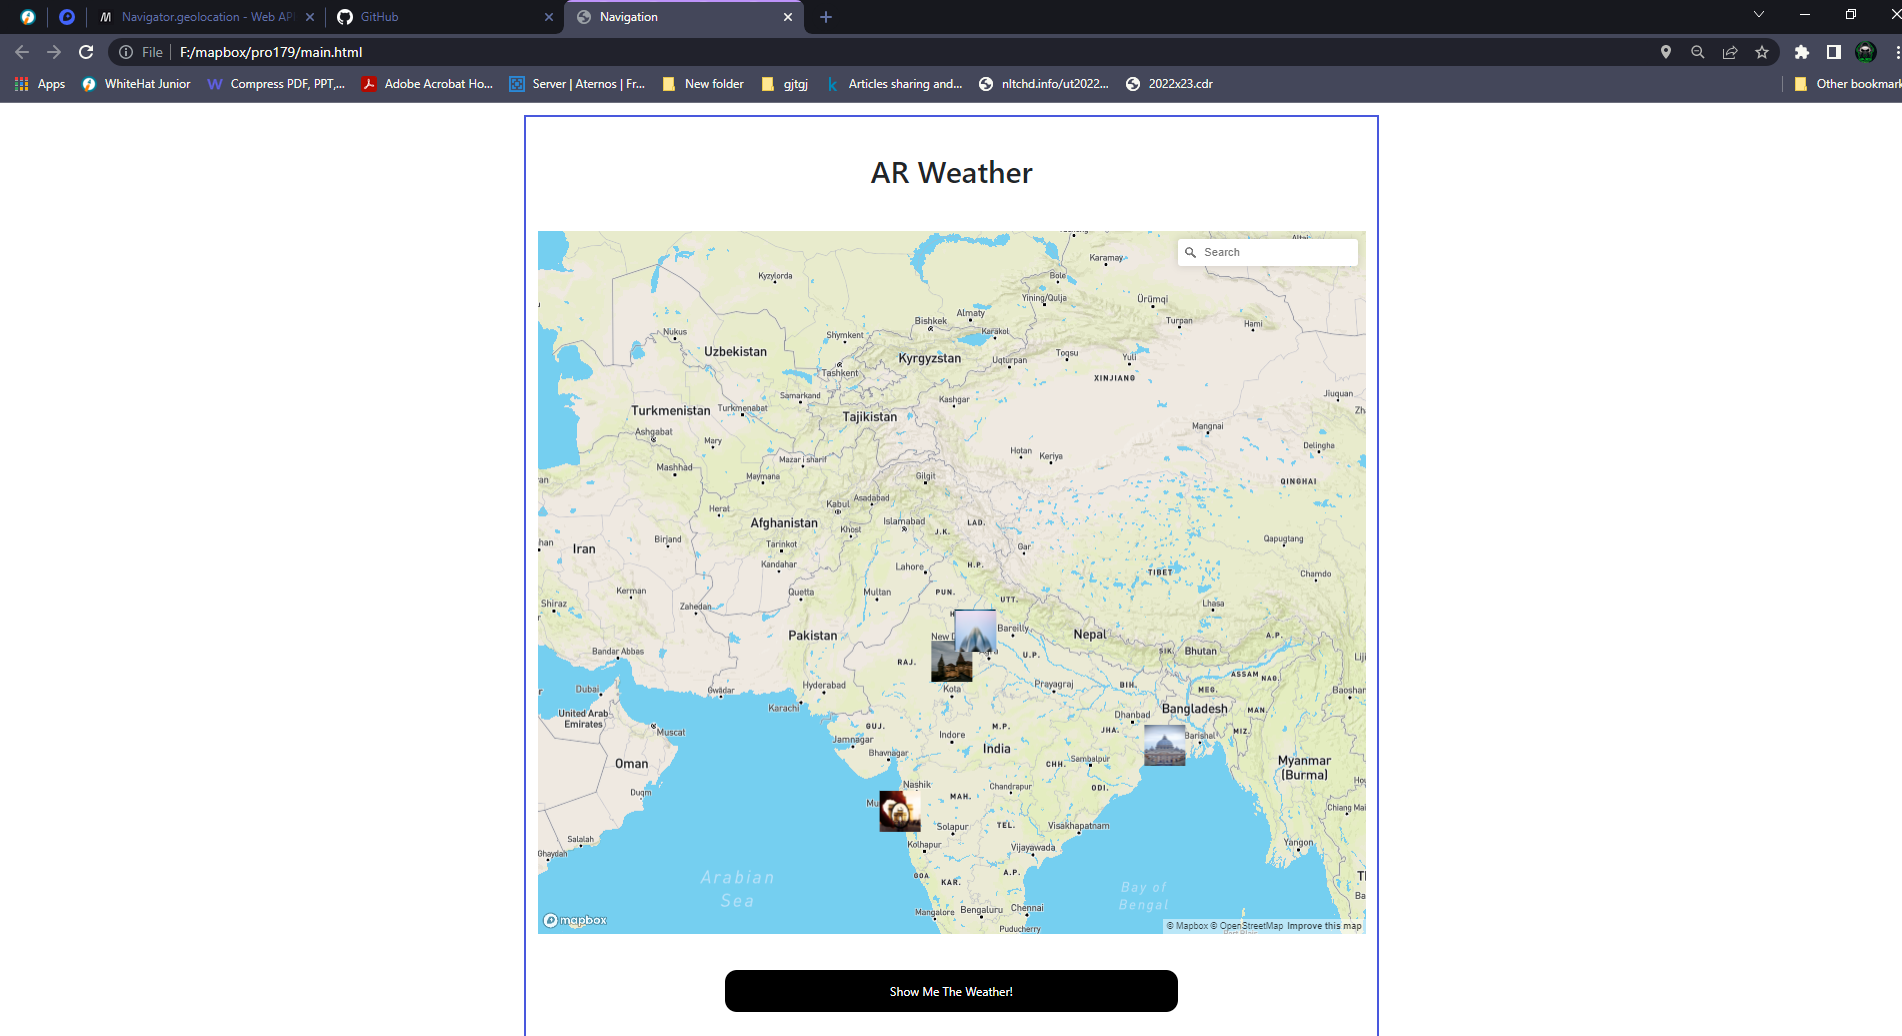 Navigator.geolocation - Web API
GitHub
Navigation
File
F:/mapbox/pro179/main.html
Apps
WhiteHat Junior
Compress PDF, PPT,...
Adobe Acrobat Ho...
Server | Aternos | Fr...
New folder
gjtgj
Articles sharing and...
nltchd.info/ut2022...
2022x23.cdr
Other bookmark
AR Weather
Search
Karamay
Kyzylorda
Bole
Yining/Qulja
Ürümqi
Almaty
Bishkek
Turpan
Hami
Nukus
Shymkent
Karakol
Uzbekistan
Kyrgyzstan
Uqturpan
Toqsu
Yuli
Tashkent
XINJIANG
Samarkand
Kashgar
Jiuquan
Turkmenistan
Turkmenabat
Tajikistan
Zh
Ashgabat
Mary
Mangnai
Delingha
Mashhad
Mazar i sharif
Hotan
Keriya
Maymana
Gilgit
QINGHAI
Herat
Kabul
Asadabad
Afghanistan
Khost
Islamabad
LAD.
J.K.
Birjand
Tarinkot
Iran
Gar
Qapugtang
Kandahar
Lahore
H.P.
TIBET
Chamdo
Kerman
Quetta
Multan
PUN.
UTT.
Shiraz
Zahedan
Lhasa
Pakistan
New D
Bareilly
Nepal
A.P.
Bandar Abbas
RAJ.
U.P.
SIK.
Bhutan
Liji
Dubai
Gwadar
Hyderabad
Kota
Prayagraj
BIH.
ASSAM
NAG.
MEG.
Baoshan
Karachi
United Arab
Emirates
Muscat
GUJ.
M.P.
Dhanbad
Bangladesh
MAN.
Jamnagar
Indore
JHA.
Barishal
MIZ.
Bhavnagar
India
Oman
CHH.
Sambalpur
Myanmar
(Burma)
Duqm
Nashik
MAH.
Chandrapur
ODI.
Mu
Chiang Mai
Salalah
Solapur
TEL.
Visakhapatnam
Ghaydah
Kolhapur
Vijayawada
Yangon
Arabian
Sea
GOA
KAR.
A.P.
Bay of
Bengal
Mangalore
Bengaluru
Chennai
Puducherry
mapbox
© Mapbox © OpenStreetMap Improve this map
Show Me The Weather!